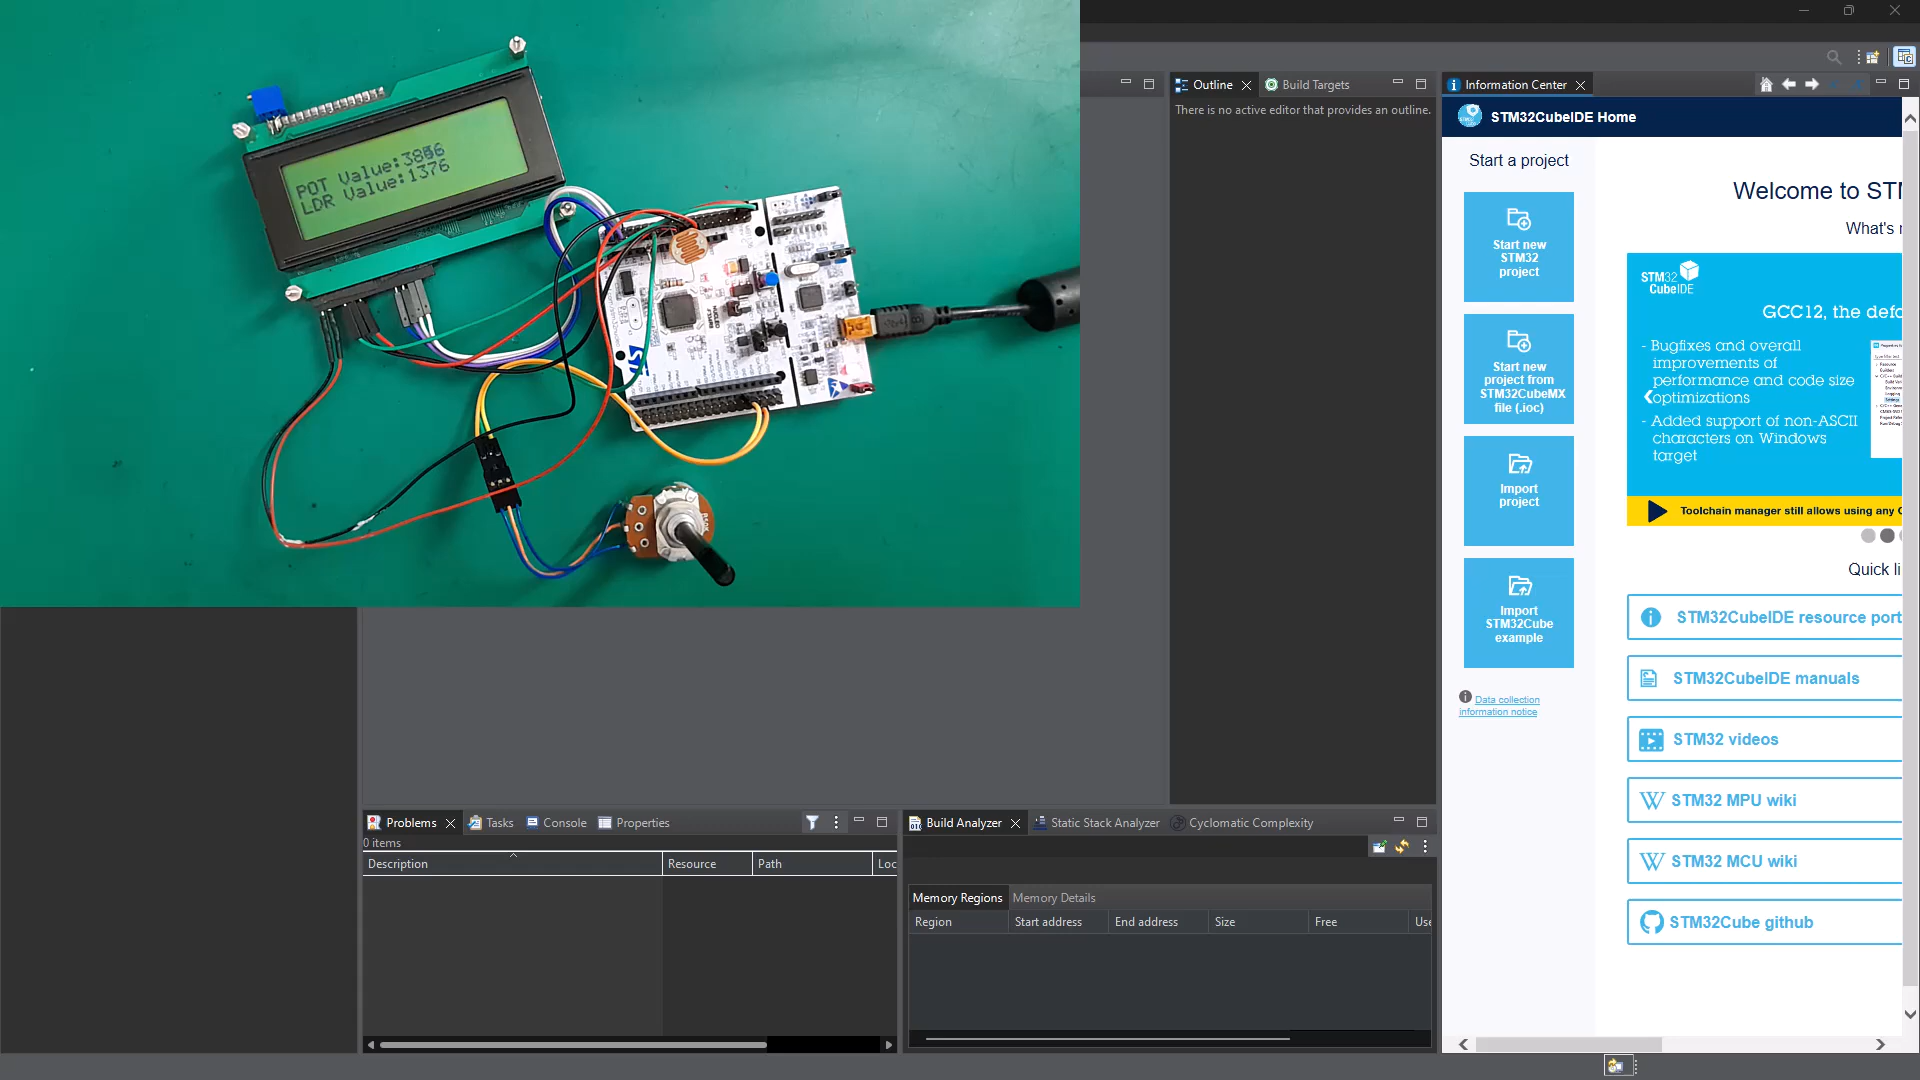 POT Value:3856
LDR Value:1376
Outline
Build Targets
There is no active editor that provides an outline.
Information Center
STM32CubeIDE Home
Start a project
Start new
STM32
project
Start new
project from
STM32CubeMX
file (.ioc)
Import
project
Import
STM32Cube
example
Data collection
information notice
Welcome to STM
What's
STM32
CubeIDE
GCC12, the defa
- Bugfixes and overall
improvements of
performance and code size
optimizations
- Added support of non-ASCII
characters on Windows
target
Toolchain manager still allows using any
Quick li
STM32CubeIDE resource port
STM32CubeIDE manuals
STM32 videos
STM32 MPU wiki
STM32 MCU wiki
STM32Cube github
Problems
Tasks
Console
Properties
0 items
Description
Resource
Path
Loc
Build Analyzer
Static Stack Analyzer
Cyclomatic Complexity
Memory Regions
Memory Details
Region
Start address
End address
Size
Free
Use